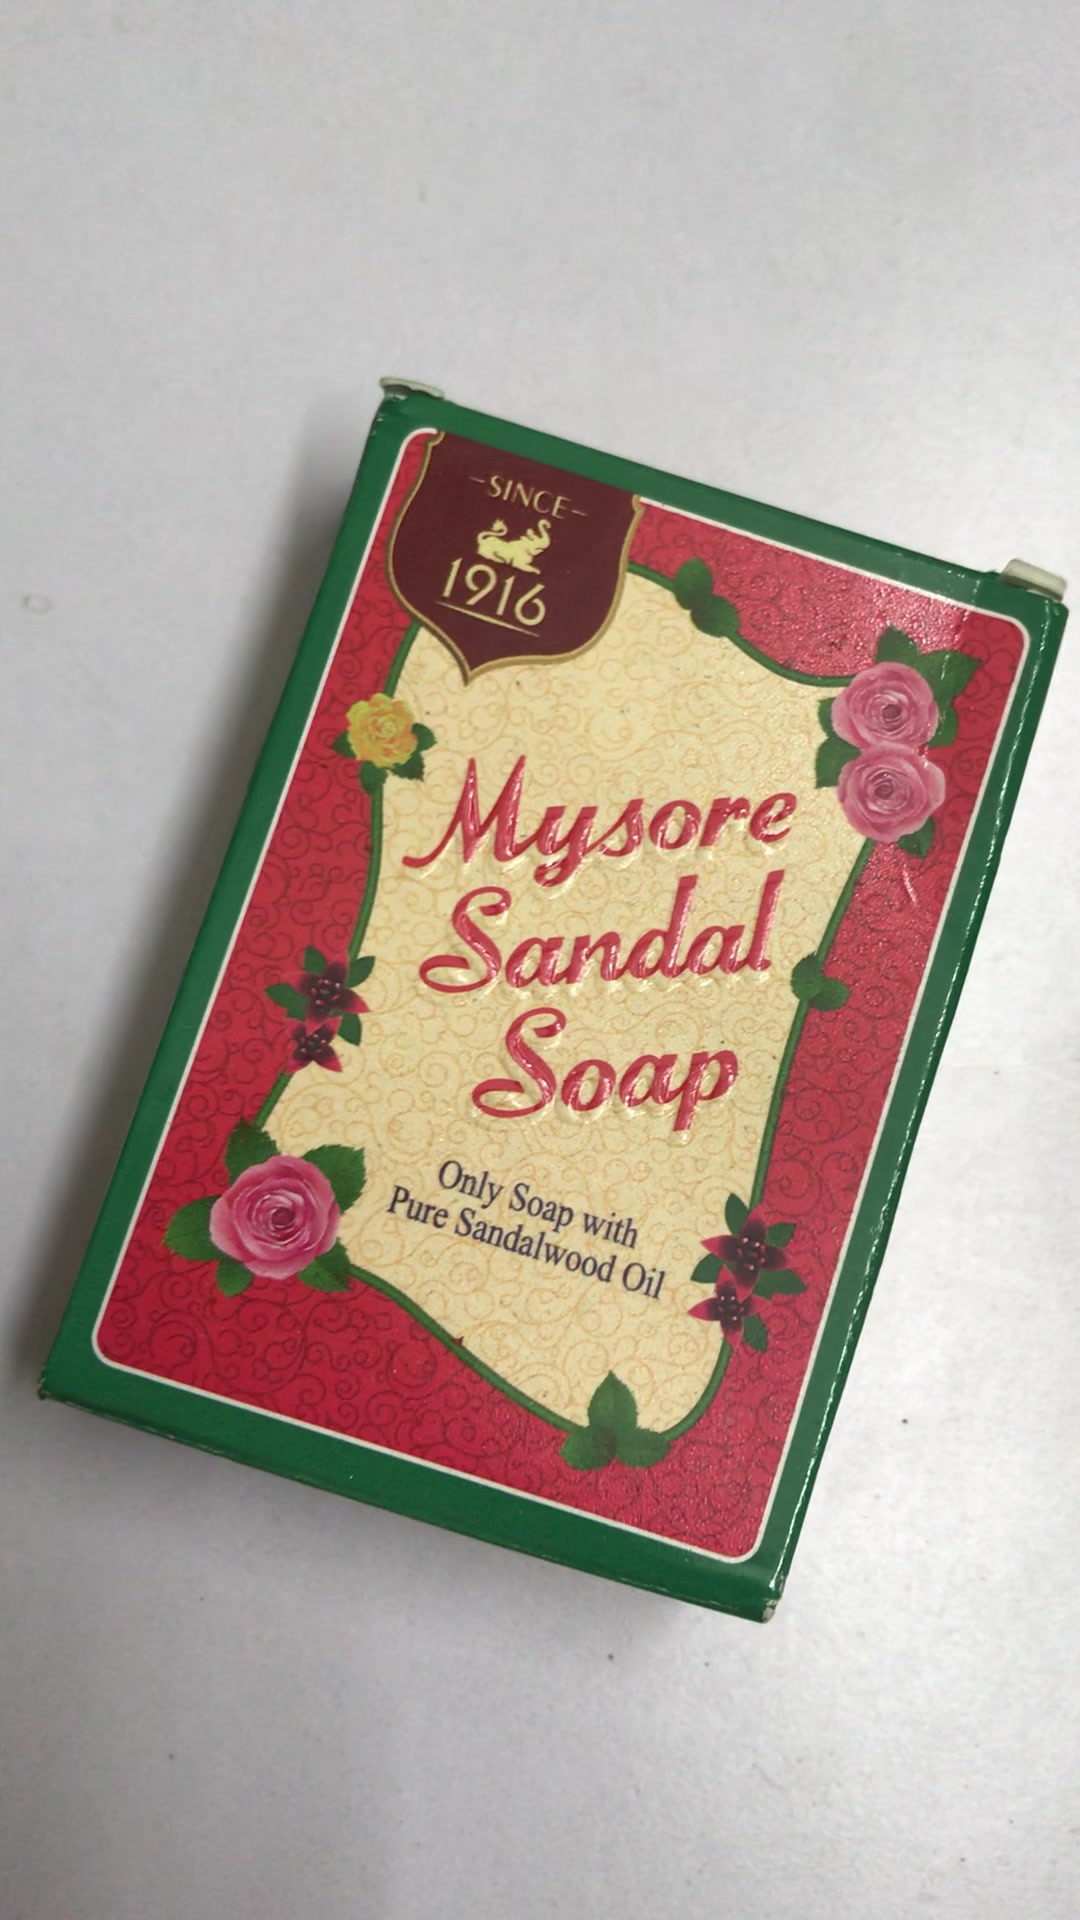 -SINCE-
1916
Mysore
Sandal
Soap
Only Soap with
Pure Sandalwood Oil